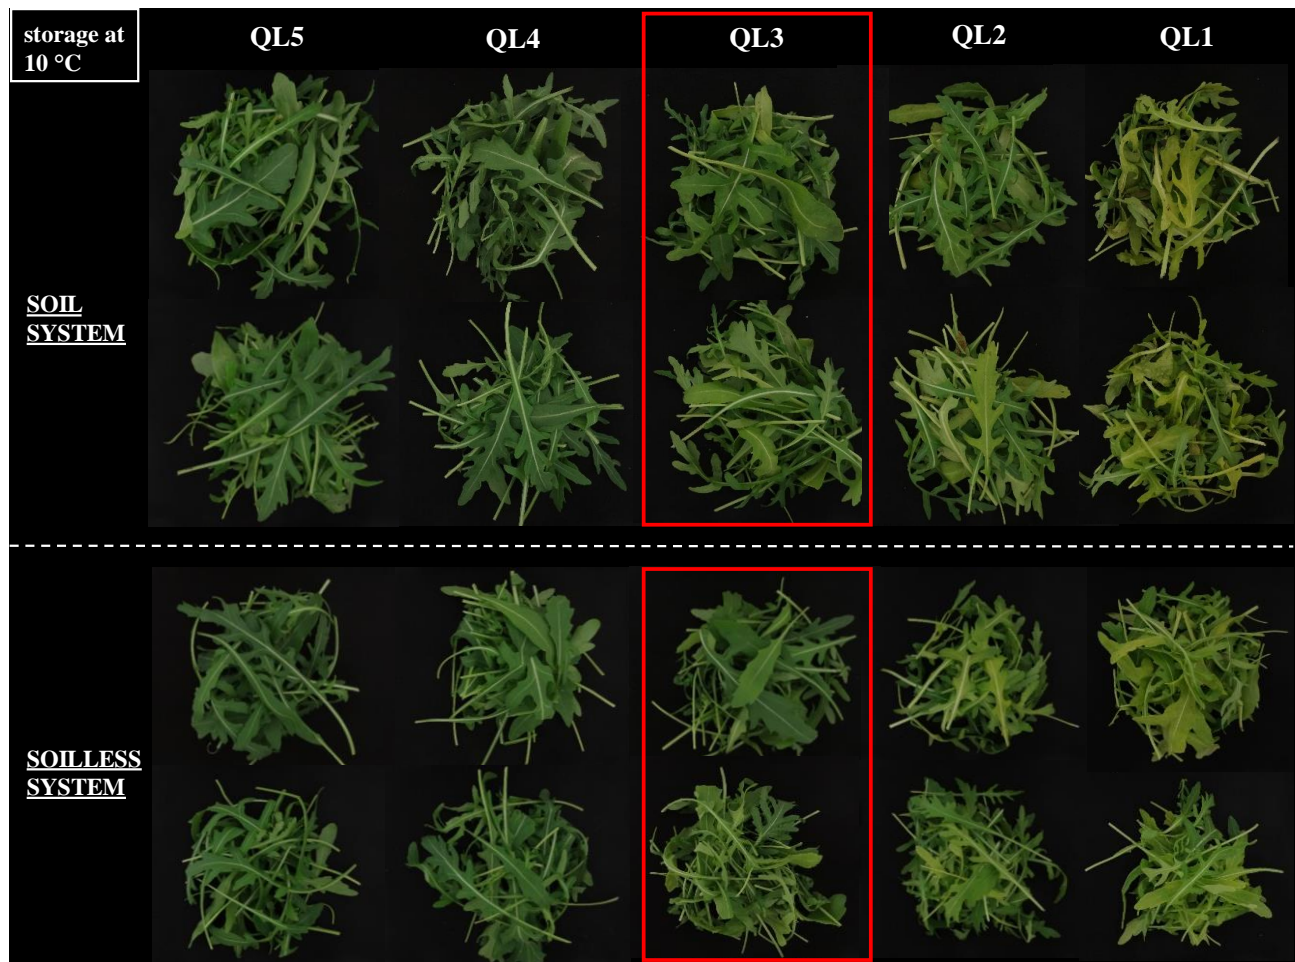 storage at
10 °C
QL5
QL4
QL3
QL2
QL1
SOIL
SYSTEM
SOILLESS
SYSTEM